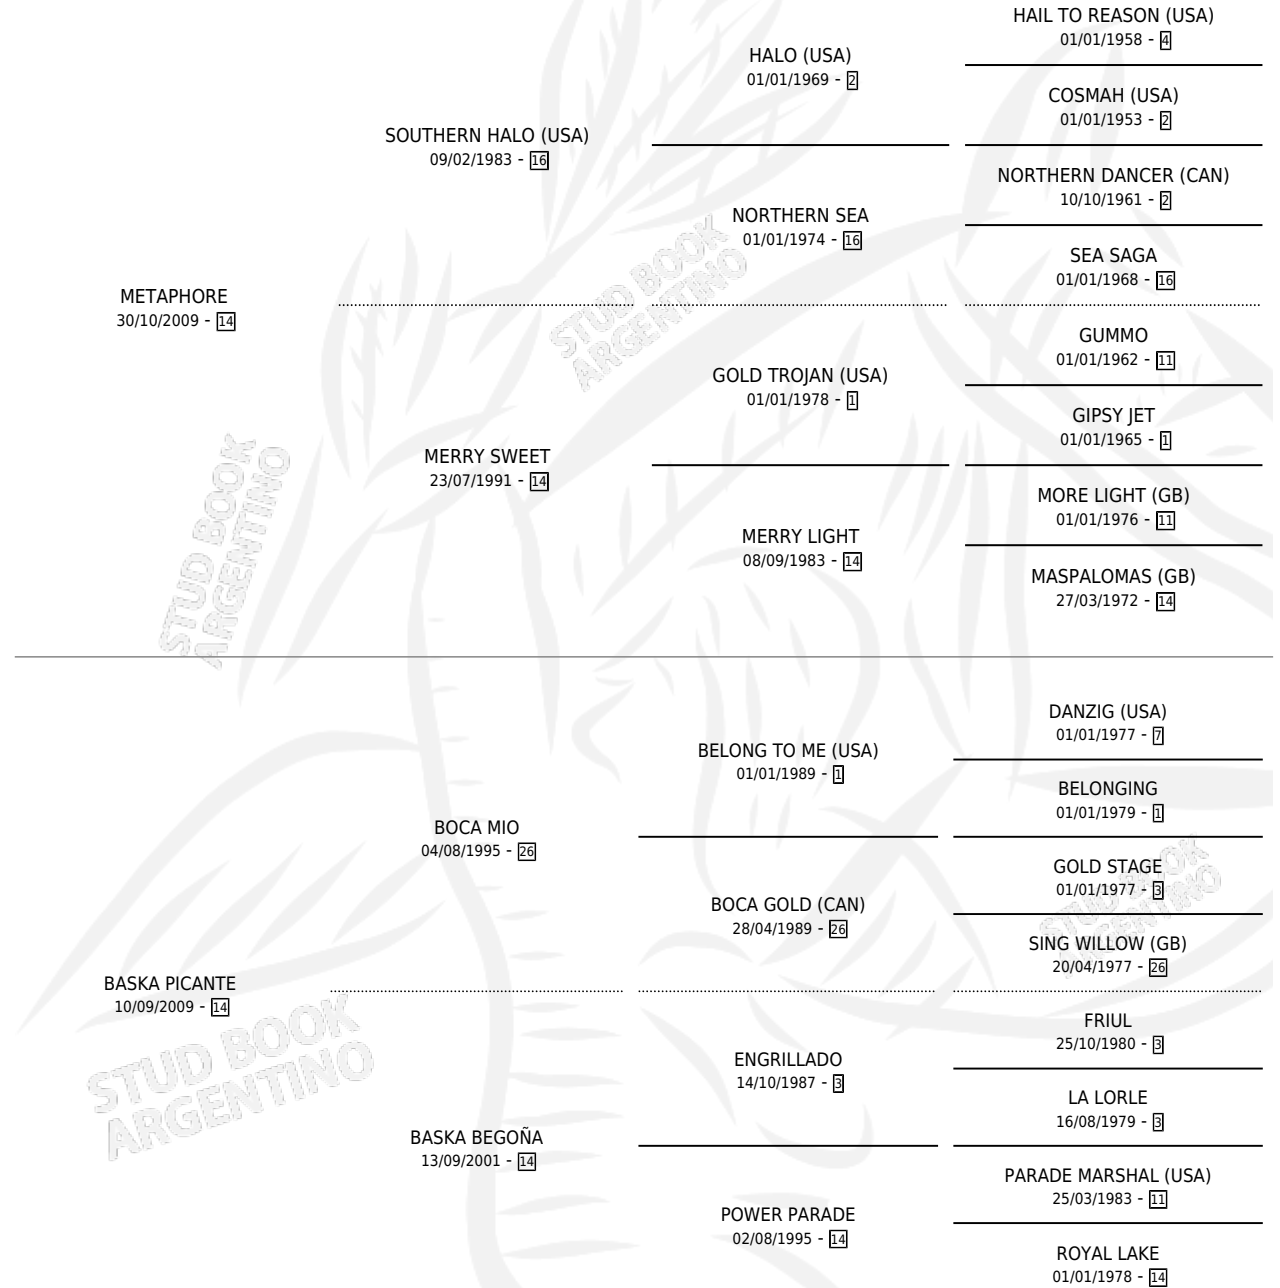 HAIL TO REASON (USA)
01/01/1958 - 4
HALO (USA)
01/01/1969 - 2
COSMAH (USA)
01/01/1953 - 2
SOUTHERN HALO (USA)
09/02/1983 - 16
NORTHERN DANCER (CAN)
10/10/1961 - 2
NORTHERN SEA
01/01/1974 - 16
SEA SAGA
01/01/1968 - 16
METAPHORE
30/10/2009 - 14
STUD BOOK
ARGENTINO
GUMMO
01/01/1962 - 11
GOLD TROJAN (USA)
01/01/1978 - 1
GIPSY JET
01/01/1965 - 1
MERRY SWEET
23/07/1991 - 14
MORE LIGHT (GB)
01/01/1976 - 11
MERRY LIGHT
08/09/1983 - 14
MASPALOMAS (GB)
27/03/1972 - 14
STUD BOOK
ARGENTINO
DANZIG (USA)
01/01/1977 - 7
BELONG TO ME (USA)
01/01/1989 - 1
BELONGING
01/01/1979 - 1
BOCA MIO
04/08/1995 - 26
GOLD STAGE
01/01/1977 - 3
BOCA GOLD (CAN)
28/04/1989 - 26
STUD BOOK
ARGENTINO
SING WILLOW (GB)
20/04/1977 - 26
BASKA PICANTE
10/09/2009 - 14
STUD BOOK
ARGENTINO
FRIUL
25/10/1980 - 3
ENGRILLADO
14/10/1987 - 3
LA LORLE
16/08/1979 - 3
BASKA BEGOÑA
13/09/2001 - 14
PARADE MARSHAL (USA)
25/03/1983 - 11
POWER PARADE
02/08/1995 - 14
ROYAL LAKE
01/01/1978 - 14